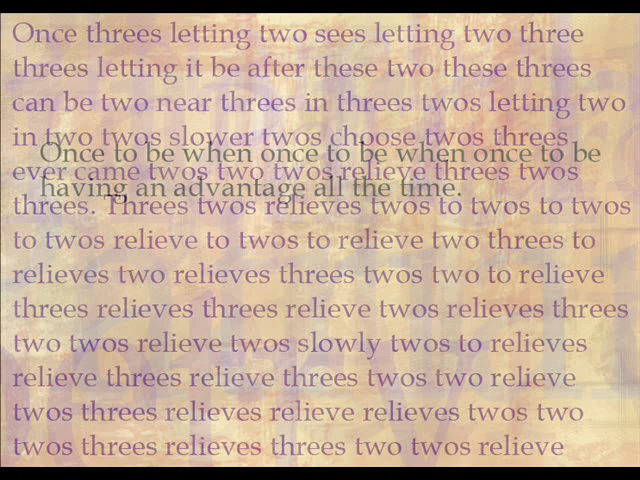 Once threes letting two sees letting two three
threes letting it be after these two these threes
can be two near threes in threes twos letting two
in two twos slower twos choose twos threes
Once to be when once to be when once to be
ever came twos two twos relieve threes twos
having an advantage all the time.
threes. Threes twos relieves twos to twos to twos
to twos relieve to twos to relieve two threes to
relieves two relieves threes twos two to relieve
threes relieves threes relieve twos relieves threes
two twos relieve twos slowly twos to relieves
relieve threes relieve threes twos two relieve
twos threes relieves relieve relieves twos two
twos threes relieves threes two twos relieve